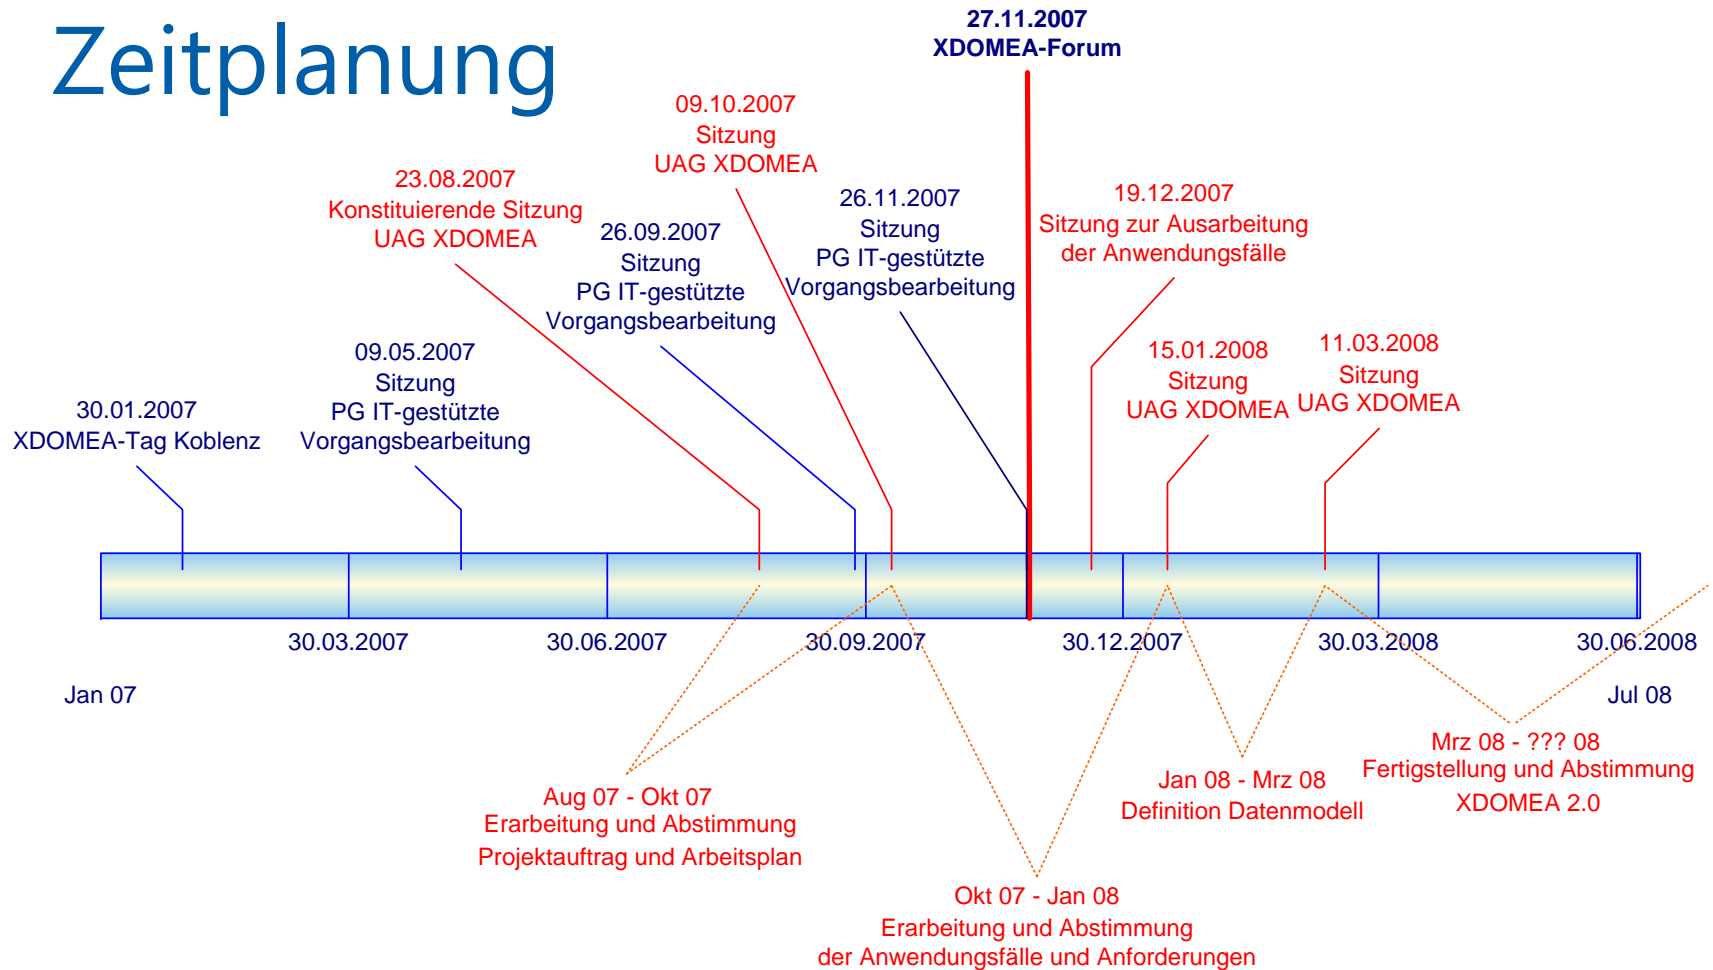 Zeitplanung
27.11.2007
XDOMEA-Forum
09.10.2007
Sitzung
UAG XDOMEA
23.08.2007
Konstituierende Sitzung
UAG XDOMEA
26.09.2007
Sitzung
PG IT-gestützte
Vorgangsbearbeitung
26.11.2007
Sitzung
PG IT-gestützte
Vorgangsbearbeitung
19.12.2007
Sitzung zur Ausarbeitung
der Anwendungsfälle
30.01.2007
XDOMEA-Tag Koblenz
09.05.2007
Sitzung
PG IT-gestützte
Vorgangsbearbeitung
15.01.2008
Sitzung
UAG XDOMEA
11.03.2008
Sitzung
UAG XDOMEA
30.03.2007
30.06.2007
30.09.2007
30.12.2007
30.03.2008
30.06.2008
Jan 07
Jul 08
Aug 07 - Okt 07
Erarbeitung und Abstimmung
Projektauftrag und Arbeitsplan
Okt 07 - Jan 08
Erarbeitung und Abstimmung
der Anwendungsfälle und Anforderungen
Jan 08 - Mrz 08
Definition Datenmodell
Mrz 08 - ??? 08
Fertigstellung und Abstimmung
XDOMEA 2.0